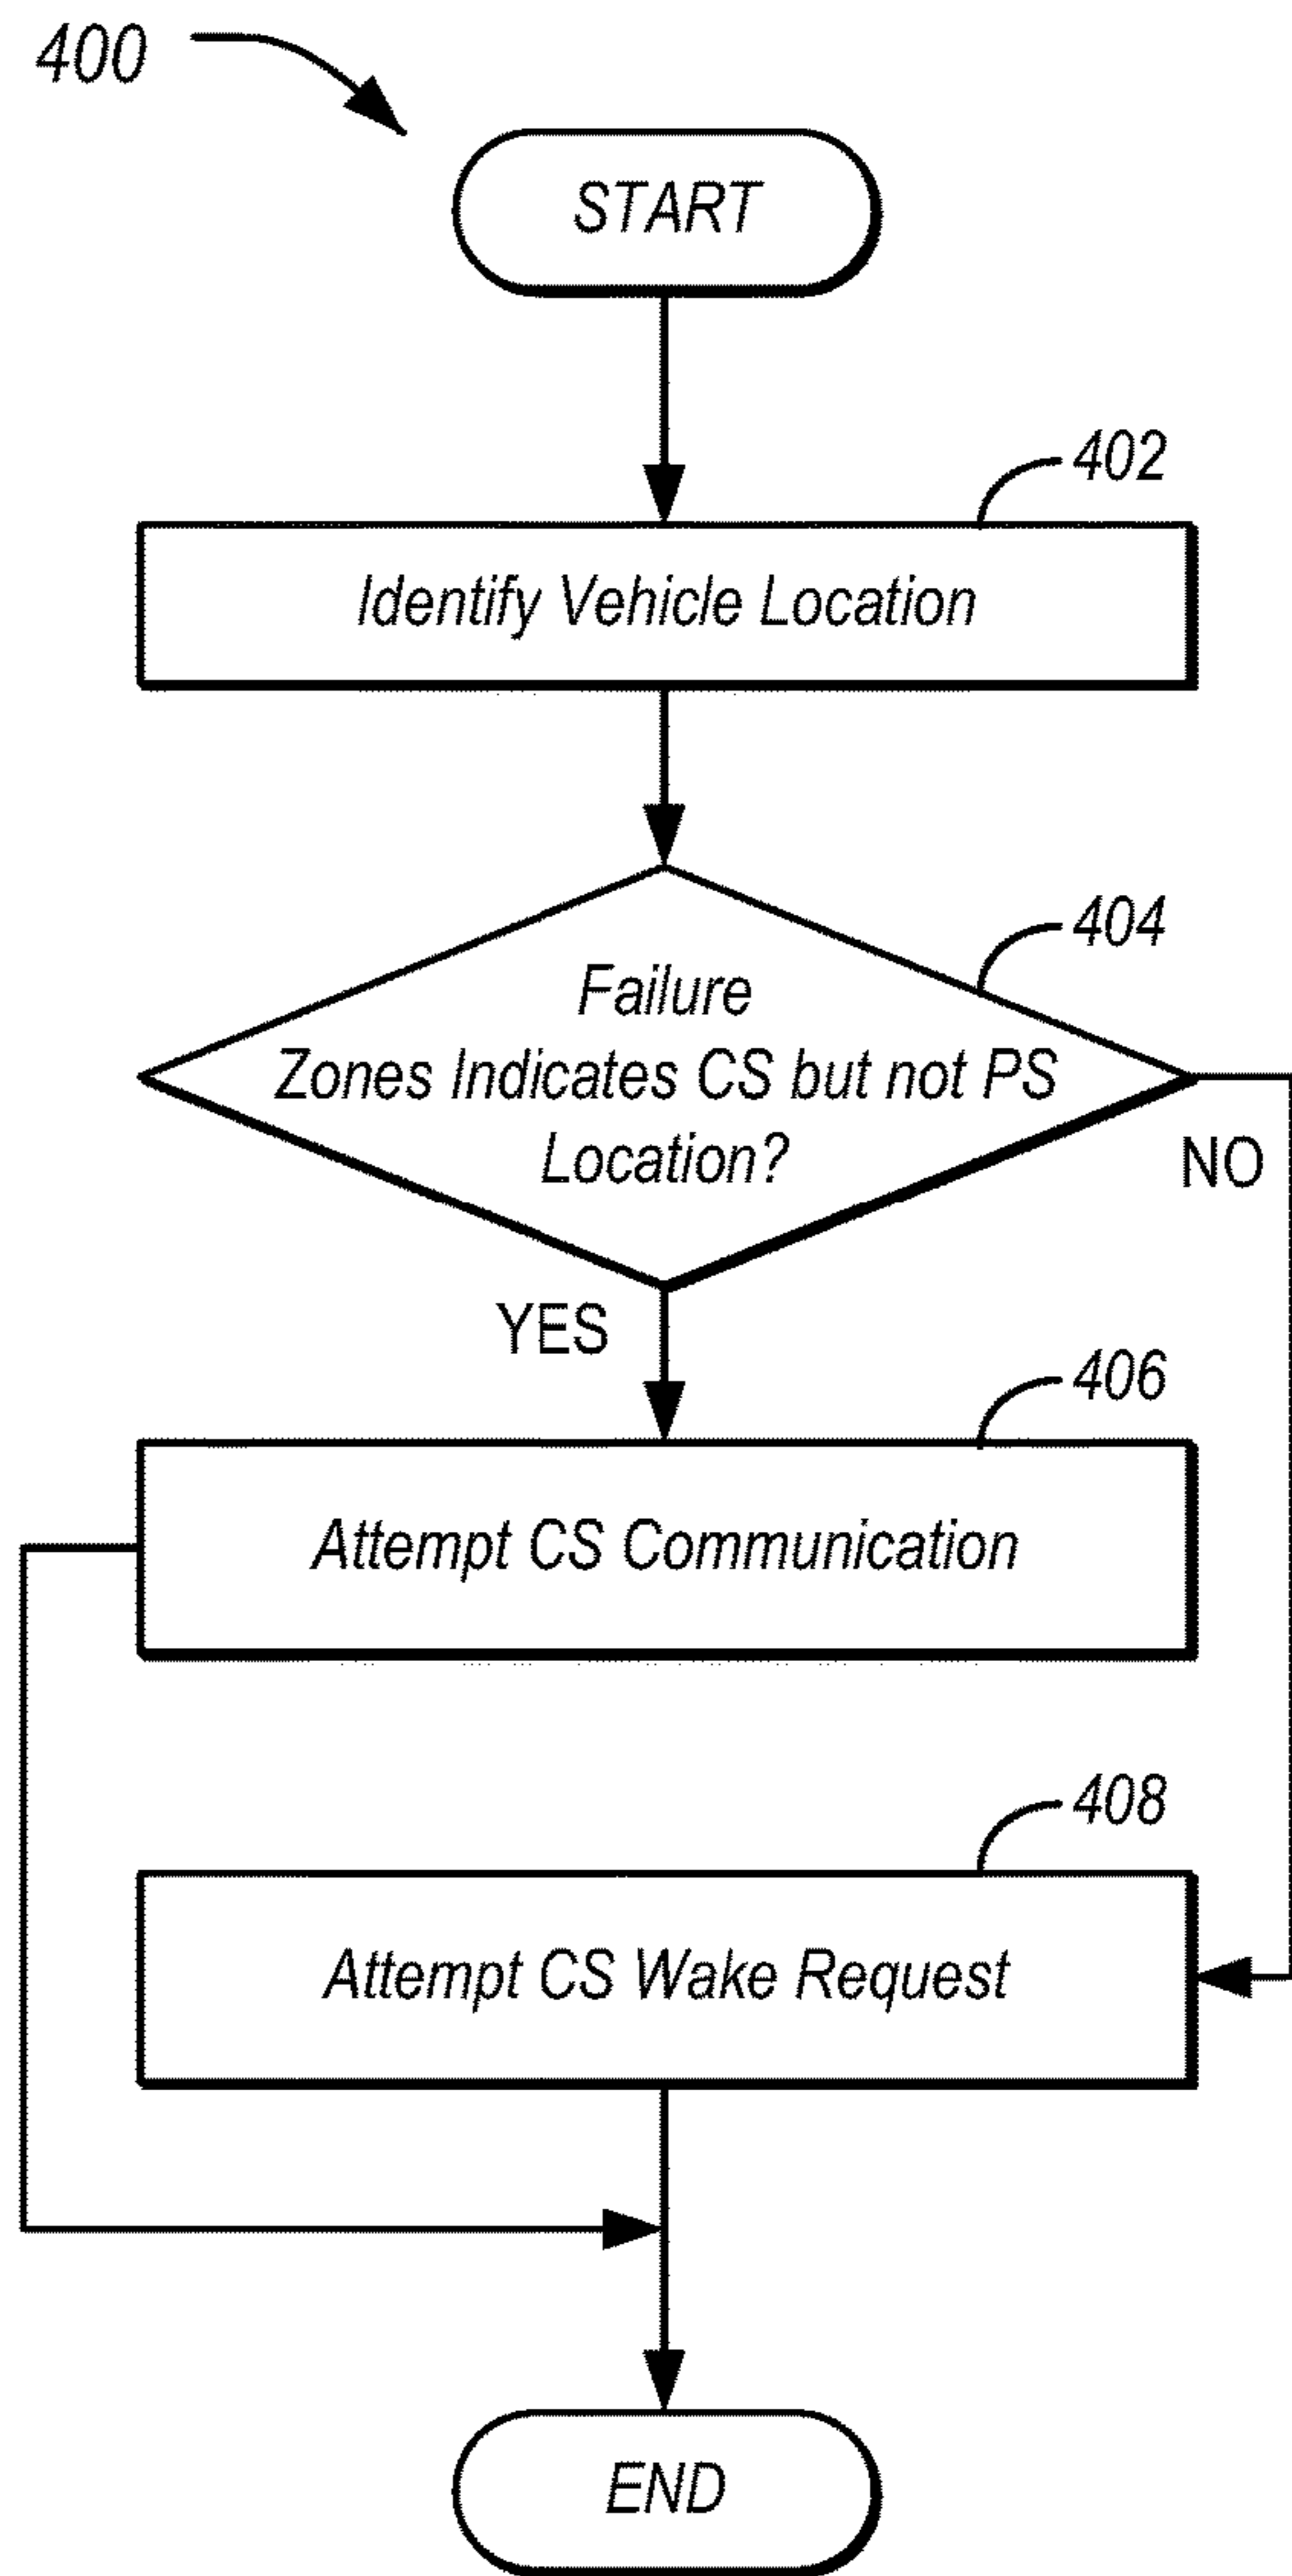 400
START
402
Identify Vehicle Location
404
Failure
Zones Indicates CS but not PS
Location?
NO
YES
406
Attempt CS Communication
408
Attempt CS Wake Request
END